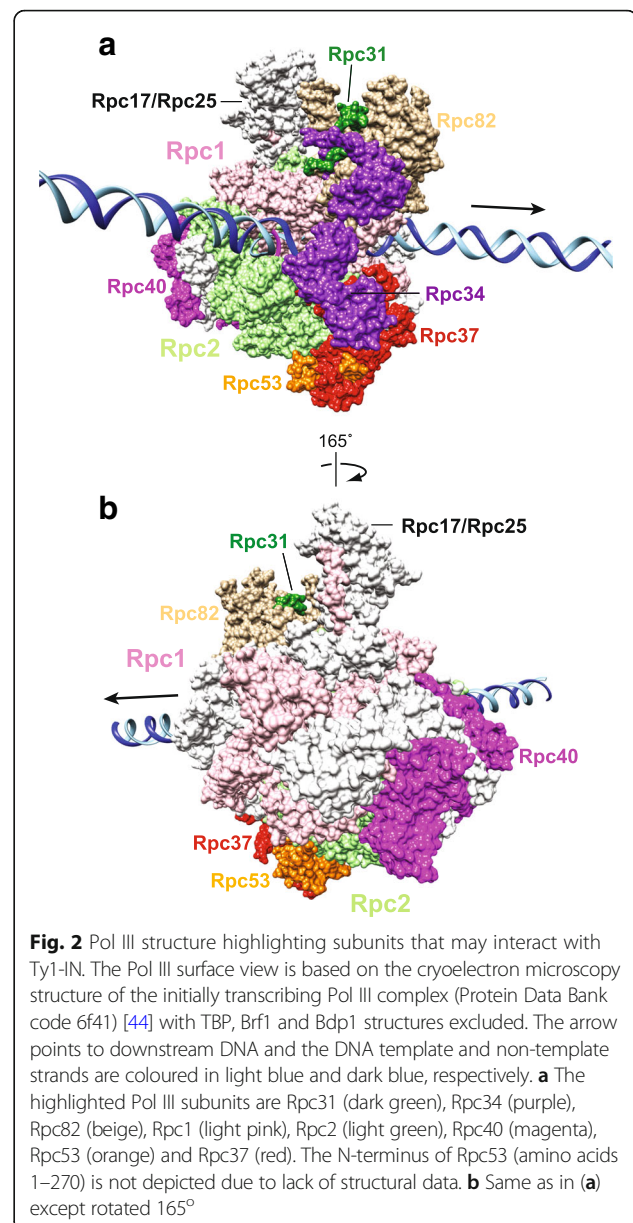 a
Rpc31
Rpc17/Rpc25
Rpc82
Rpc1
Rpc40
Rpc34
Rpc2
Rpc37
Rpc53
165°
b
Rpc17/Rpc25
Rpc31
Rpc82
Rpc1
Rpc40
Rpc37
Rpc53
Rpc2
Fig. 2 Pol III structure highlighting subunits that may interact with
Ty1-IN. The Pol III surface view is based on the cryoelectron microscopy
structure of the initially transcribing Pol III complex (Protein Data Bank
code 6f41) [44] with TBP, Brf1 and Bdp1 structures excluded. The arrow
points to downstream DNA and the DNA template and non-template
strands are coloured in light blue and dark blue, respectively. a The
highlighted Pol III subunits are Rpc31 (dark green), Rpc34 (purple),
Rpc82 (beige), Rpc1 (light pink), Rpc2 (light green), Rpc40 (magenta),
Rpc53 (orange) and Rpc37 (red). The N-terminus of Rpc53 (amino acids
1–270) is not depicted due to lack of structural data. b Same as in (a)
except rotated 165°